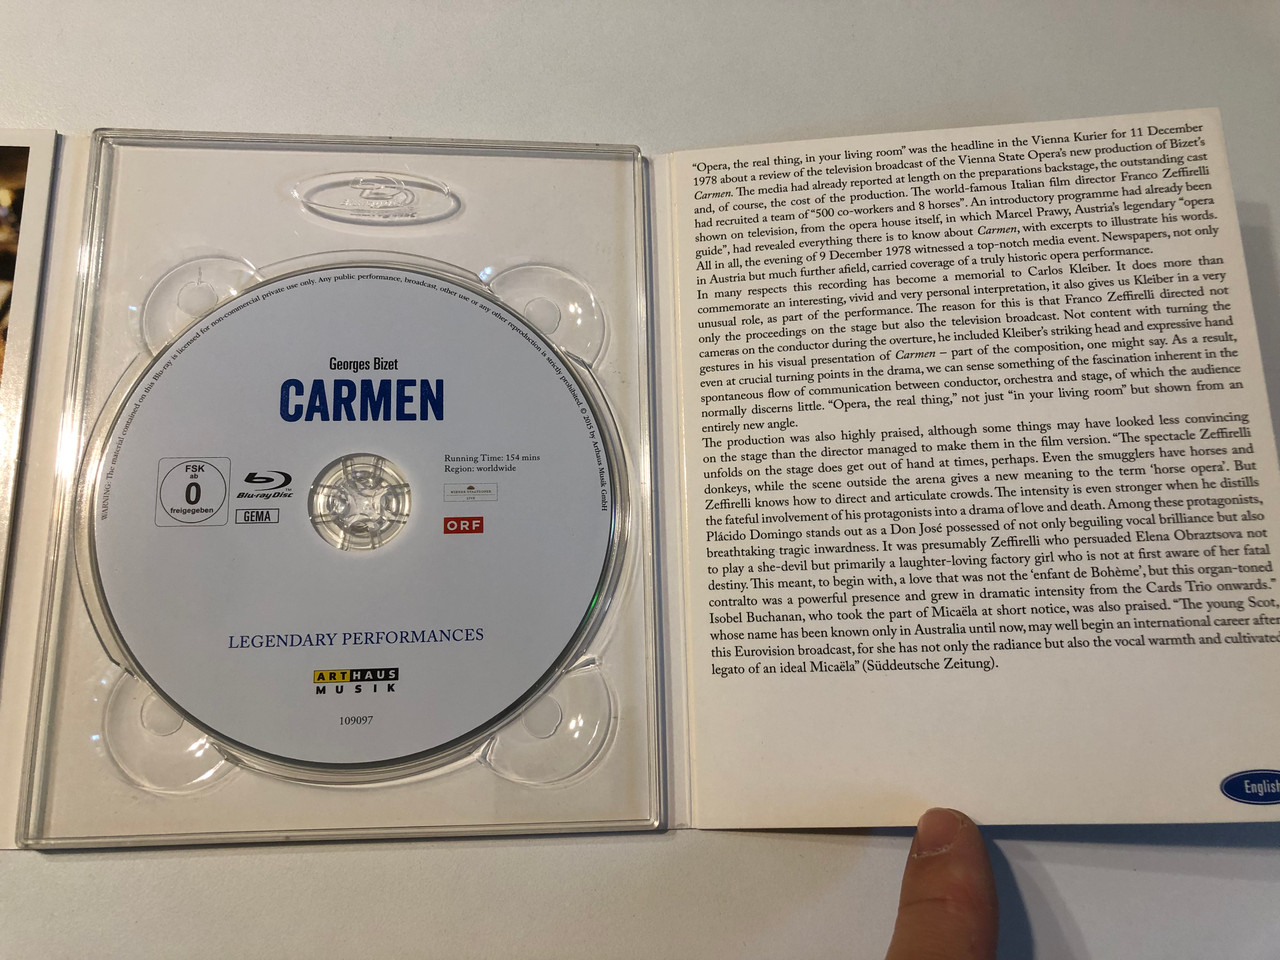 WARNING: The material contained on this Blu-ray is licensed for non-commercial private use only. Any public performance, broadcast, other use or any other reproduction is strictly prohibited. © 2015 by Arthaus Musik GmbH
Georges Bizet
CARMEN
FSK
ab
0
freigegeben
Blu-ray Disc
GEMA
Running Time: 154 mins
Region: worldwide
WIENER STAATSOPER
LIVE
ORF
LEGENDARY PERFORMANCES
ARTHAUS
MUSIK
109097
“Opera, the real thing, in your living room” was the headline in the Vienna Kurier for 11 December
1978 about a review of the television broadcast of the Vienna State Opera’s new production of Bizet’s
Carmen. The media had already reported at length on the preparations backstage, the outstanding cast
and, of course, the cost of the production. The world-famous Italian film director Franco Zeffirelli
had recruited a team of “500 co-workers and 8 horses”. An introductory programme had already been
shown on television, from the opera house itself, in which Marcel Prawy, Austria’s legendary “opera
guide”, had revealed everything there is to know about Carmen, with excerpts to illustrate his words.
All in all, the evening of 9 December 1978 witnessed a top-notch media event. Newspapers, not only
in Austria but much further afield, carried coverage of a truly historic opera performance.
In many respects this recording has become a memorial to Carlos Kleiber. It does more than
commemorate an interesting, vivid and very personal interpretation, it also gives us Kleiber in a very
unusual role, as part of the performance. The reason for this is that Franco Zeffirelli directed not
only the proceedings on the stage but also the television broadcast. Not content with turning the
cameras on the conductor during the overture, he included Kleiber’s striking head and expressive hand
gestures in his visual presentation of Carmen – part of the composition, one might say. As a result,
even at crucial turning points in the drama, we can sense something of the fascination inherent in the
spontaneous flow of communication between conductor, orchestra and stage, of which the audience
normally discerns little. “Opera, the real thing,” not just “in your living room” but shown from an
entirely new angle.
The production was also highly praised, although some things may have looked less convincing
on the stage than the director managed to make them in the film version. “The spectacle Zeffirelli
unfolds on the stage does get out of hand at times, perhaps. Even the smugglers have horses and
donkeys, while the scene outside the arena gives a new meaning to the term ‘horse opera’. But
Zeffirelli knows how to direct and articulate crowds. The intensity is even stronger when he distills
the fateful involvement of his protagonists into a drama of love and death. Among these protagonists,
Plácido Domingo stands out as a Don José possessed of not only beguiling vocal brilliance but also
breathtaking tragic inwardness. It was presumably Zeffirelli who persuaded Elena Obraztsova not
to play a she-devil but primarily a laughter-loving factory girl who is not at first aware of her fatal
destiny. This meant, to begin with, a love that was not the ‘enfant de Bohème’, but this organ-toned
contralto was a powerful presence and grew in dramatic intensity from the Cards Trio onwards.”
Isobel Buchanan, who took the part of Micaëla at short notice, was also praised. “The young Scot,
whose name has been known only in Australia until now, may well begin an international career after
this Eurovision broadcast, for she has not only the radiance but also the vocal warmth and cultivated
legato of an ideal Micaëla” (Süddeutsche Zeitung).
English